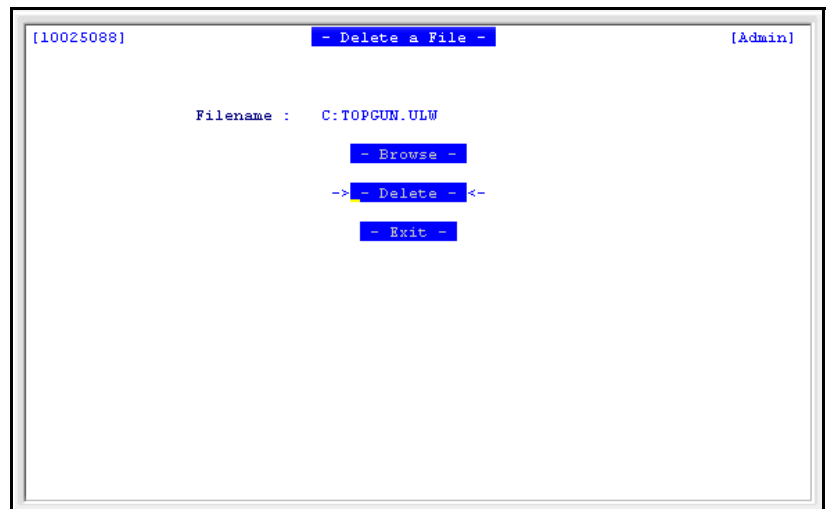 [10025088] - Delete a File - [Admin]
Filename : C:TOPGUN.ULW
- Browse -
->- Delete -<-
- Exit -